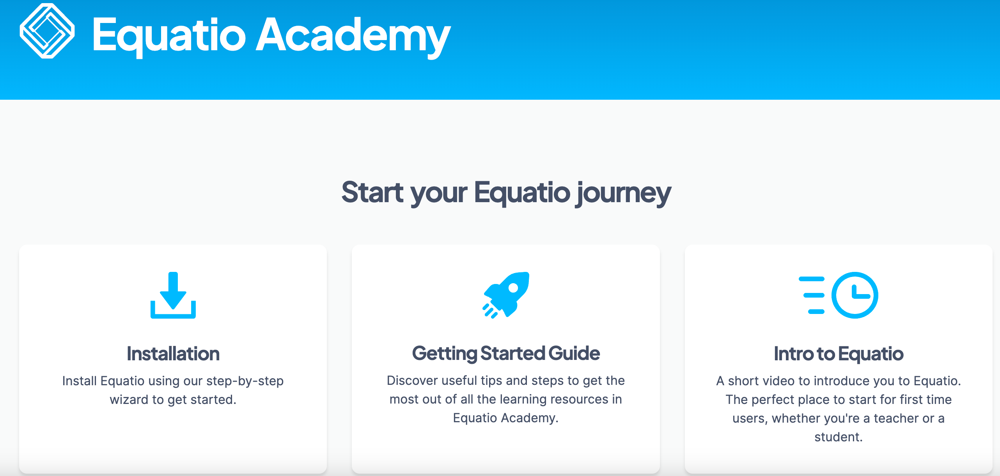 Equatio Academy
Start your Equatio journey
Installation
Install Equatio using our step-by-step
wizard to get started.
Getting Started Guide
Discover useful tips and steps to get the
most out of all the learning resources in
Equatio Academy.
Intro to Equatio
A short video to introduce you to Equatio.
The perfect place to start for first time
users, whether you're a teacher or a
student.